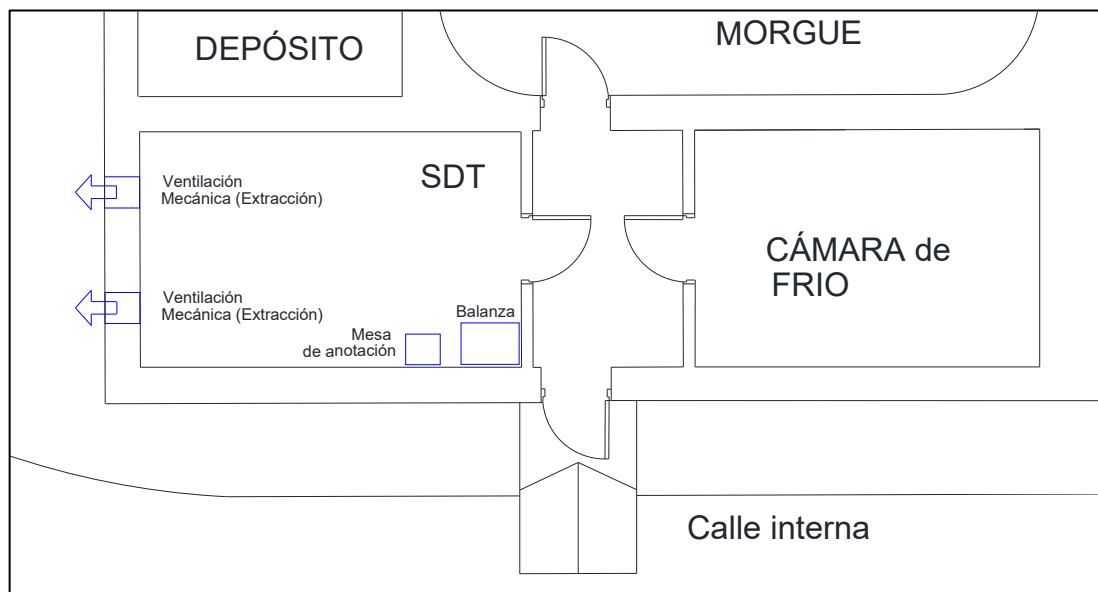 DEPÓSITO
MORGUE
SDT
Ventilación
Mecánica (Extracción)
CÁMARA de
FRIO
Ventilación
Mecánica (Extracción)
Balanza
Mesa
de anotación
Calle interna